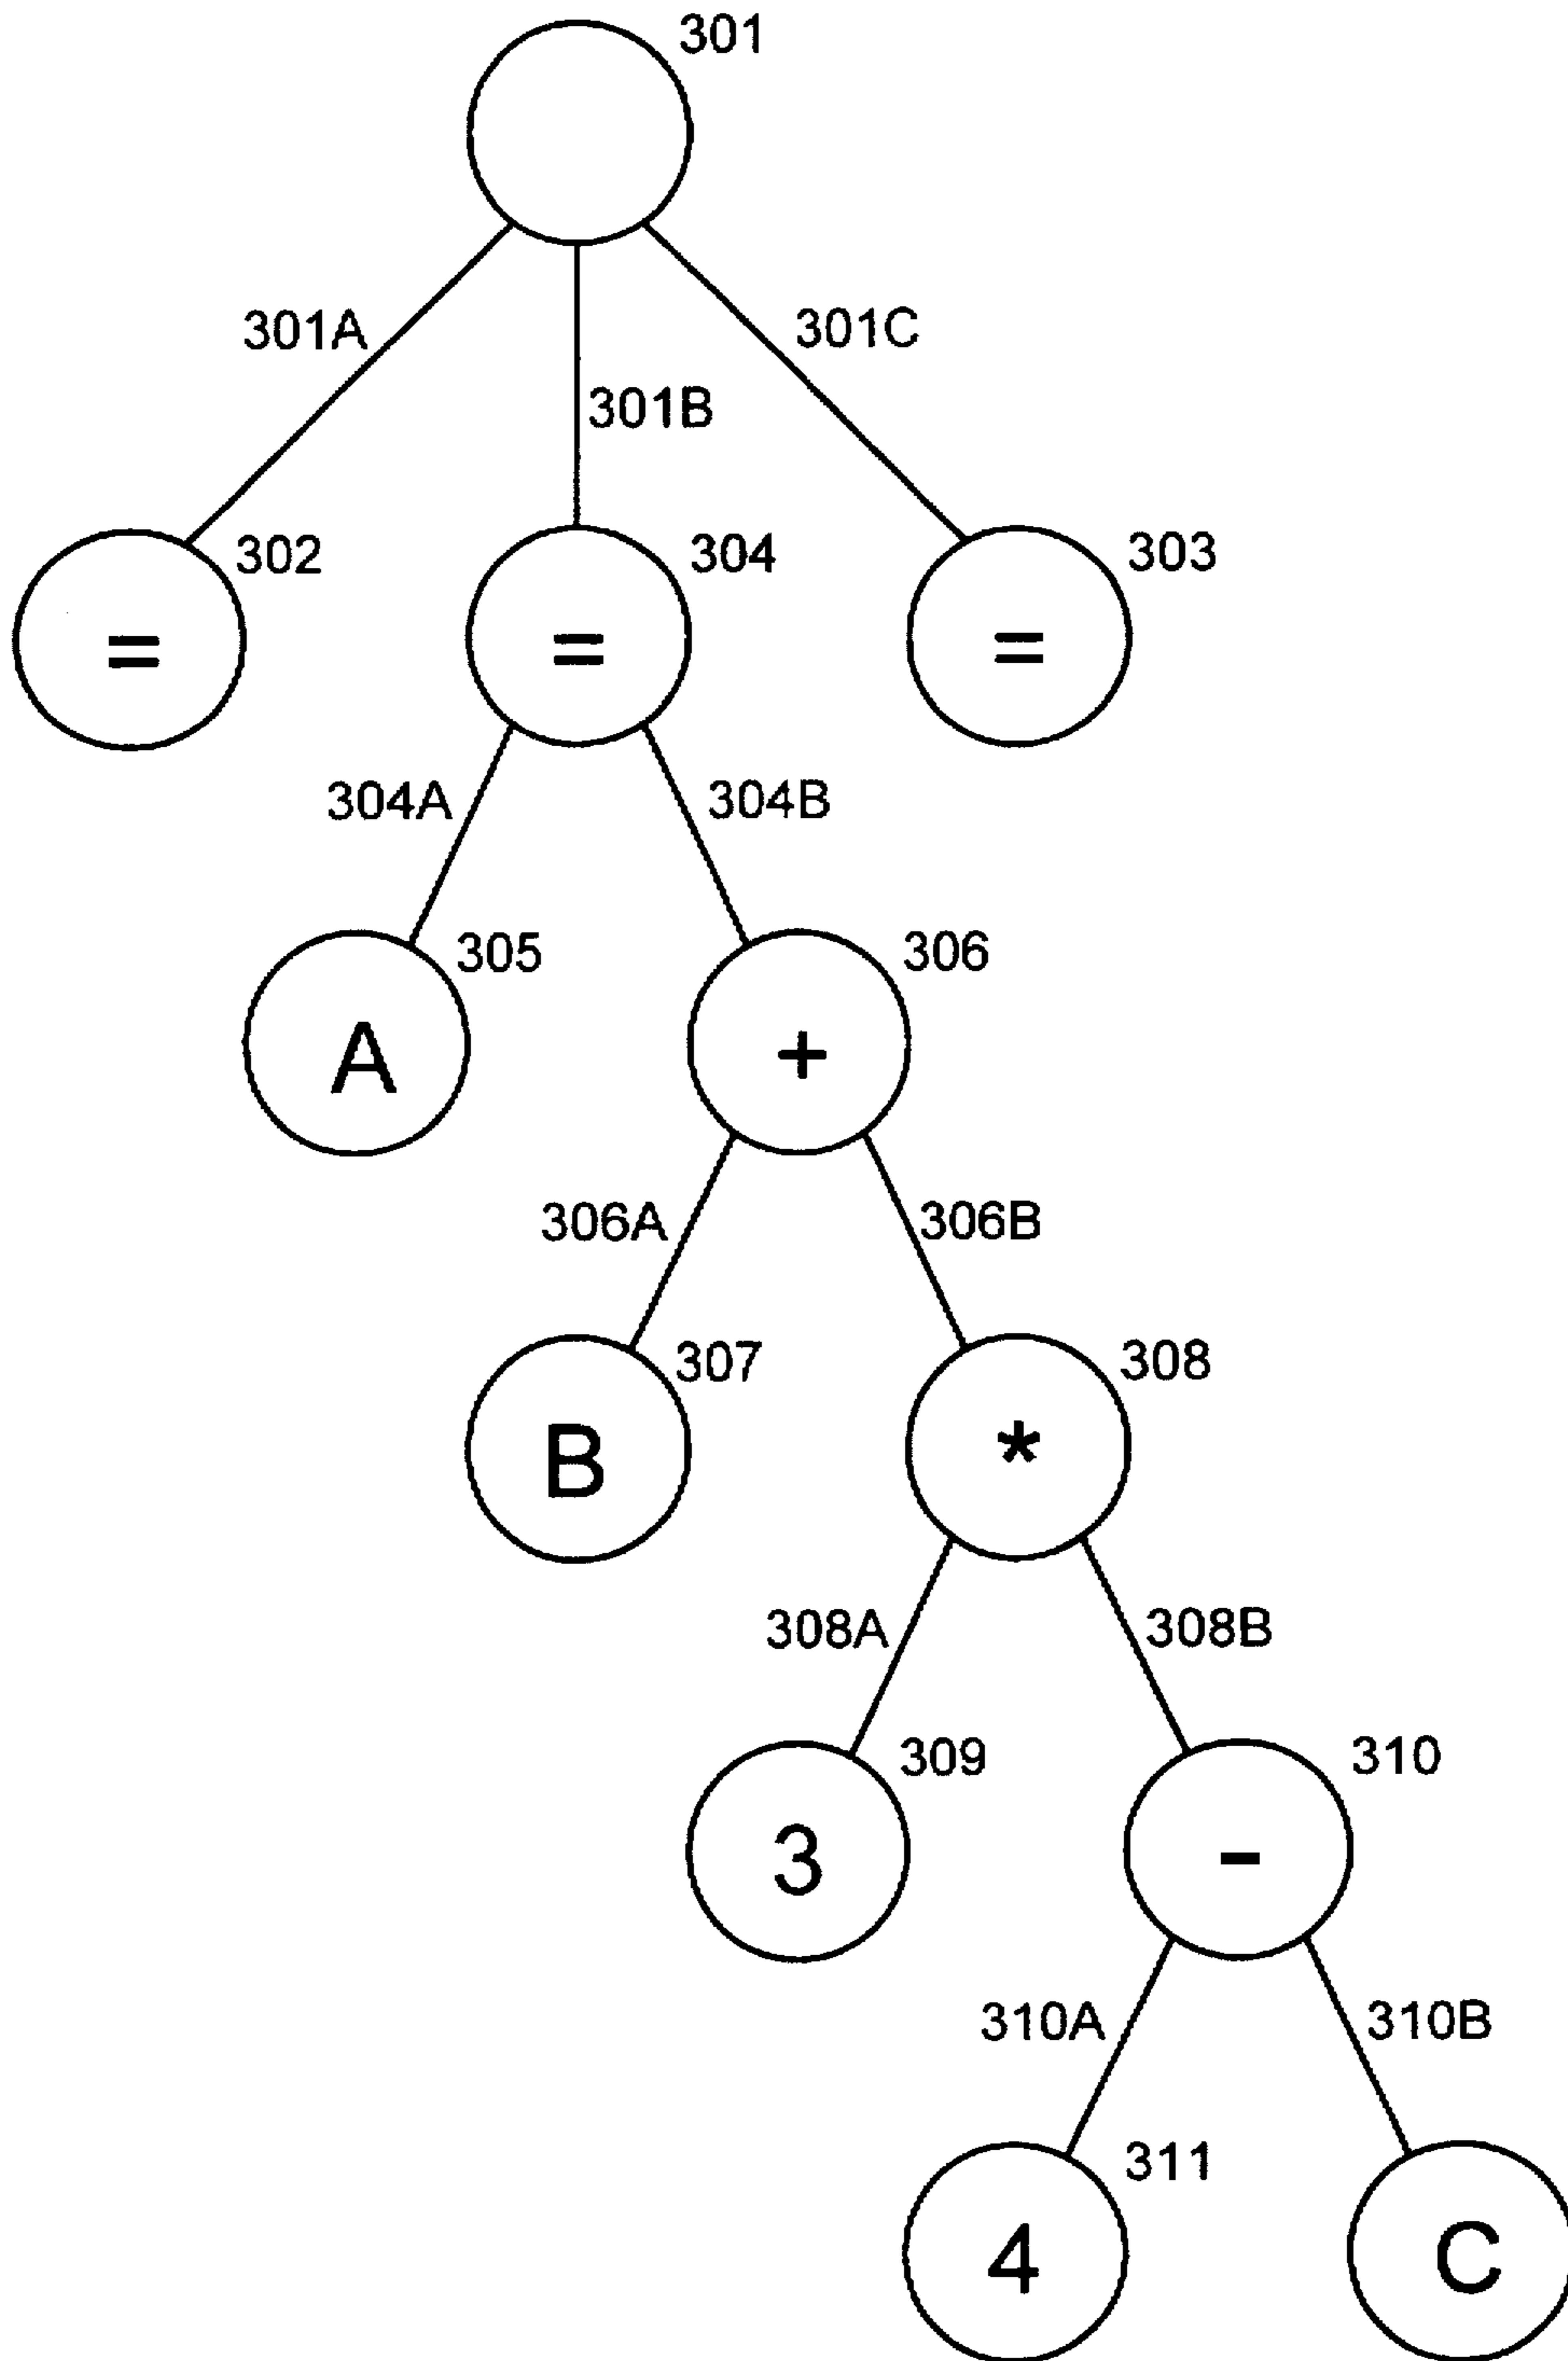 301
301A 301C
301B
302 304 303
= = =
304A 304B
305 306
A +
306A 306B
307 308
B *
308A 308B
309 310
3 -
310A 310B
311
4 C